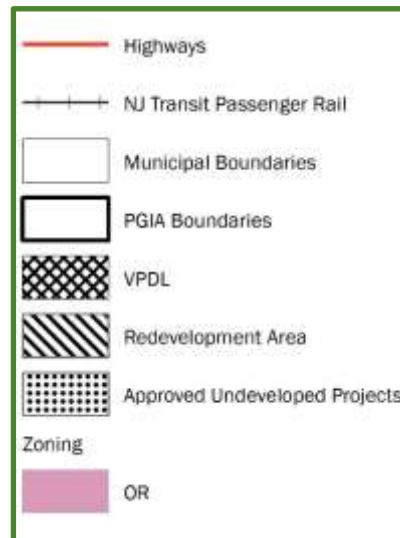 Highways
NJ Transit Passenger Rail
Municipal Boundaries
PGIA Boundaries
VPDL
Redevelopment Area
Approved Undeveloped Projects
Zoning
OR